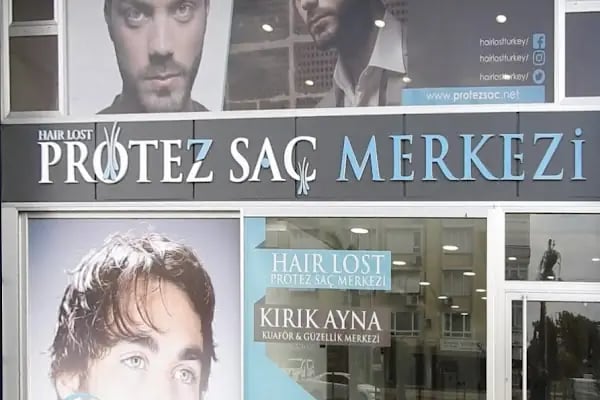 hairlostturkey/
hairlostturkey/
hairlostturkey/
www.protezsac.net
HAIR LOST
PROTEZ SAÇ MERKEZİ
HAIR LOST
PROTEZ SAÇ MERKEZİ
KIRIK AYNA
KUAFÖR & GÜZELLİK MERKEZİ